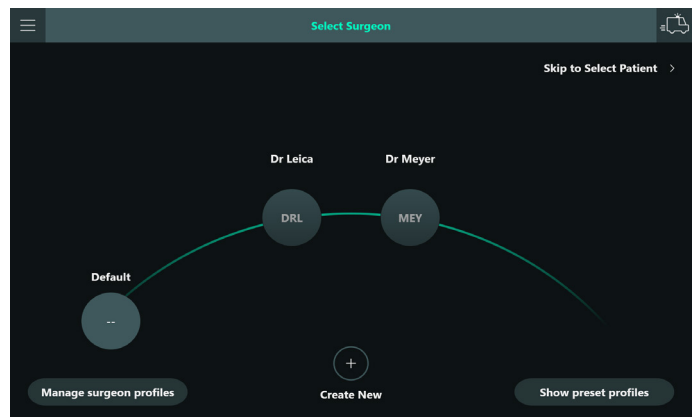 Select Surgeon
Skip to Select Patient
Dr Leica
Dr Meyer
DRL
MEY
Default
--
Manage surgeon profiles
Create New
Show preset profiles